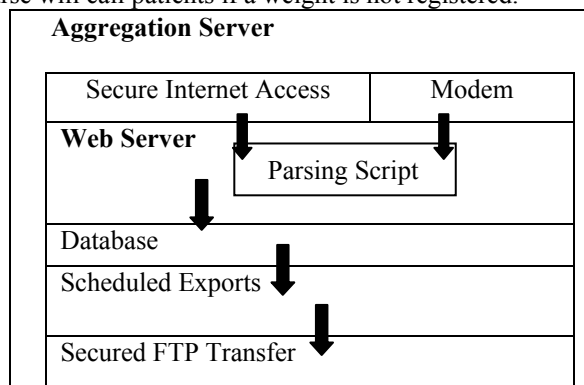 will call patients if a weight is not registered.
Aggregation Server
Secure Internet Access Modem
Web Server
Parsing Script
Database
Scheduled Exports
Secured FTP Transfer